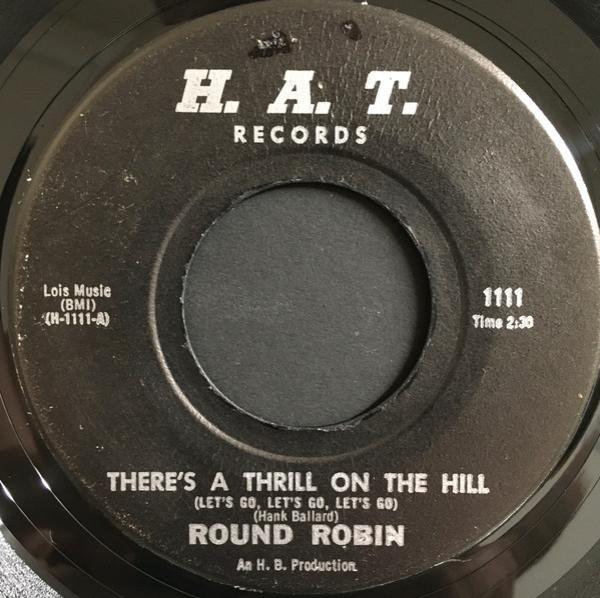 H. A. T.
RECORDS
Lois Music
(BMI)
(H-1111-A)
1111
Time 2:30
THERE'S A THRILL ON THE HILL
(LET'S GO, LET'S GO, LET'S GO)
(Hank Ballard)
ROUND ROBIN
An H. B. Production